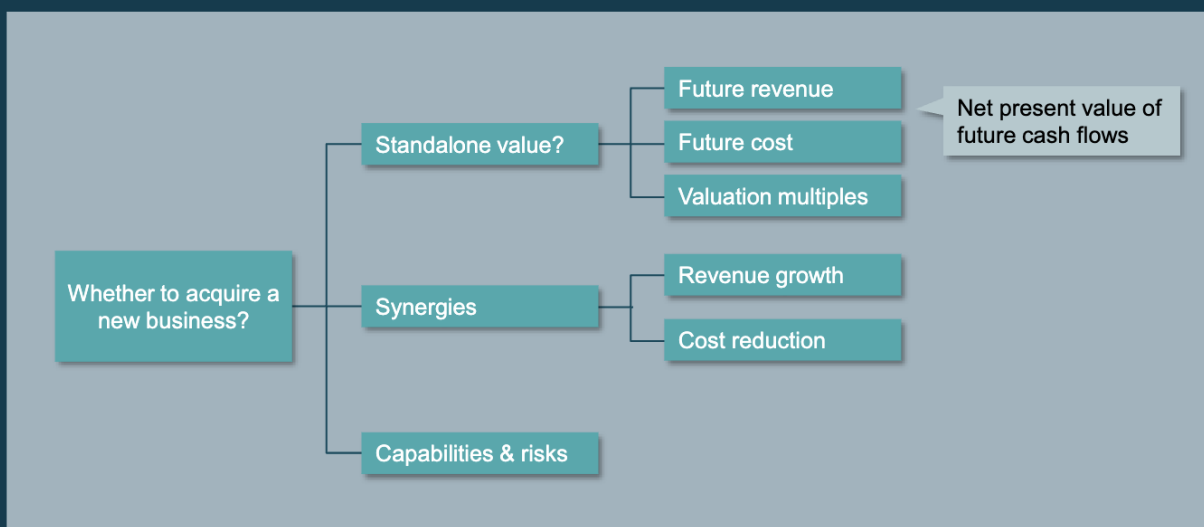 Future revenue
Net present value of
future cash flows
Standalone value?
Future cost
Valuation multiples
Whether to acquire a
new business?
Synergies
Revenue growth
Cost reduction
Capabilities & risks